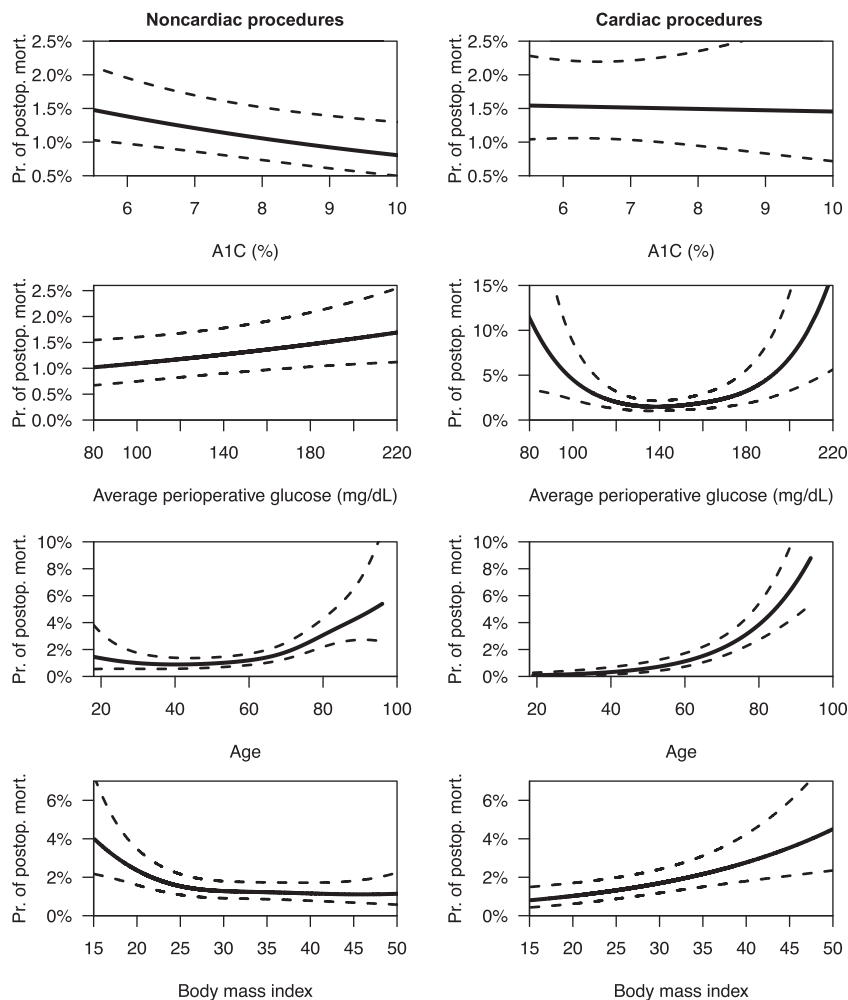 Noncardiac procedures
Cardiac procedures
Pr. of postop. mort.
2.5%
2.0%
1.5%
1.0%
0.5%
6 7 8 9 10
A1C (%)
Pr. of postop. mort.
2.5%
2.0%
1.5%
1.0%
0.5%
6 7 8 9 10
A1C (%)
Pr. of postop. mort.
2.5%
2.0%
1.5%
1.0%
0.5%
0.0%
80 100 140 180 220
Average perioperative glucose (mg/dL)
Pr. of postop. mort.
15%
10%
5%
0%
80 100 140 180 220
Average perioperative glucose (mg/dL)
Pr. of postop. mort.
10%
8%
6%
4%
2%
0%
20 40 60 80 100
Age
Pr. of postop. mort.
10%
8%
6%
4%
2%
0%
20 40 60 80 100
Age
Pr. of postop. mort.
6%
4%
2%
0%
15 20 25 30 35 40 45 50
Body mass index
Pr. of postop. mort.
6%
4%
2%
0%
15 20 25 30 35 40 45 50
Body mass index